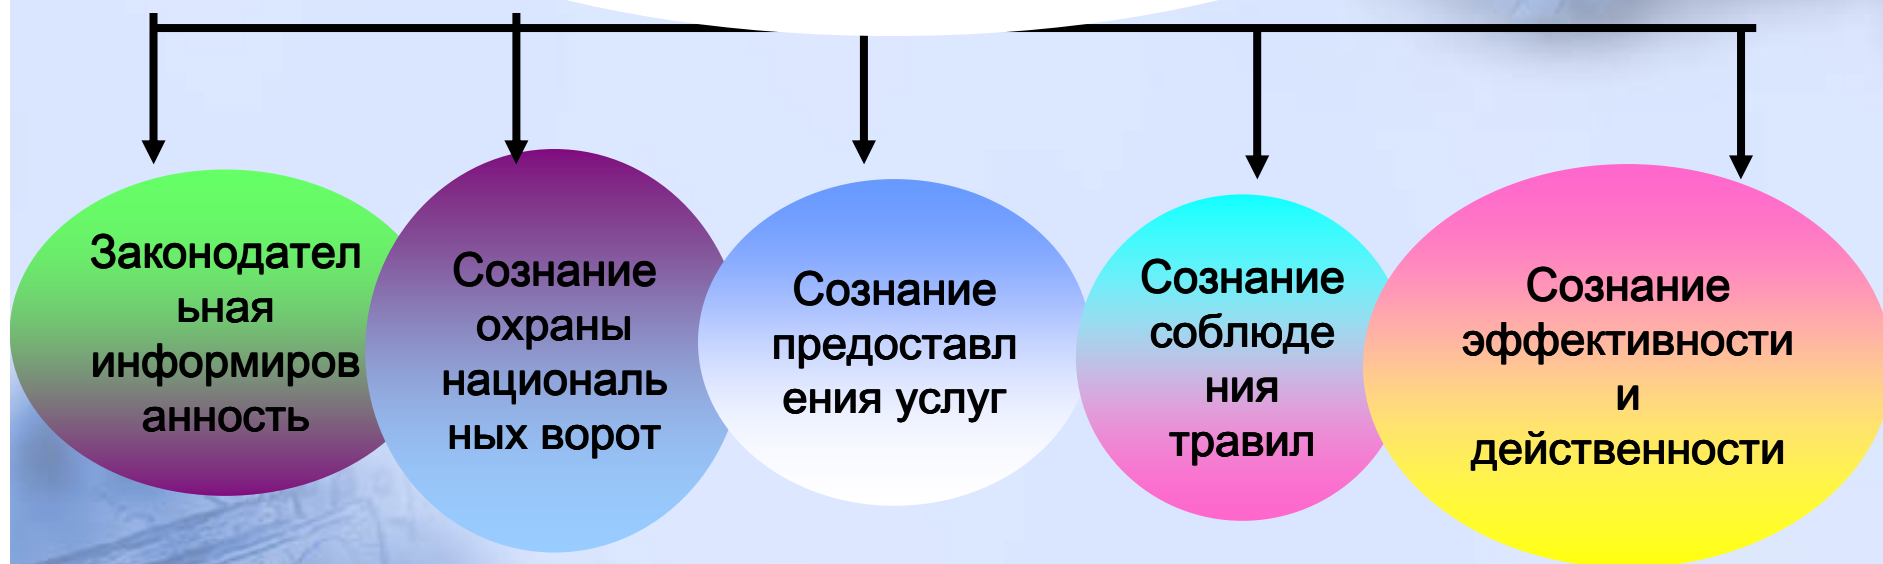 Законодател
ьная
информиров
анность
Сознание
охраны
националь
ных ворот
Сознание
предоставл
ения услуг
Сознание
соблюде
ния
травил
Сознание
эффективности
и
действенности